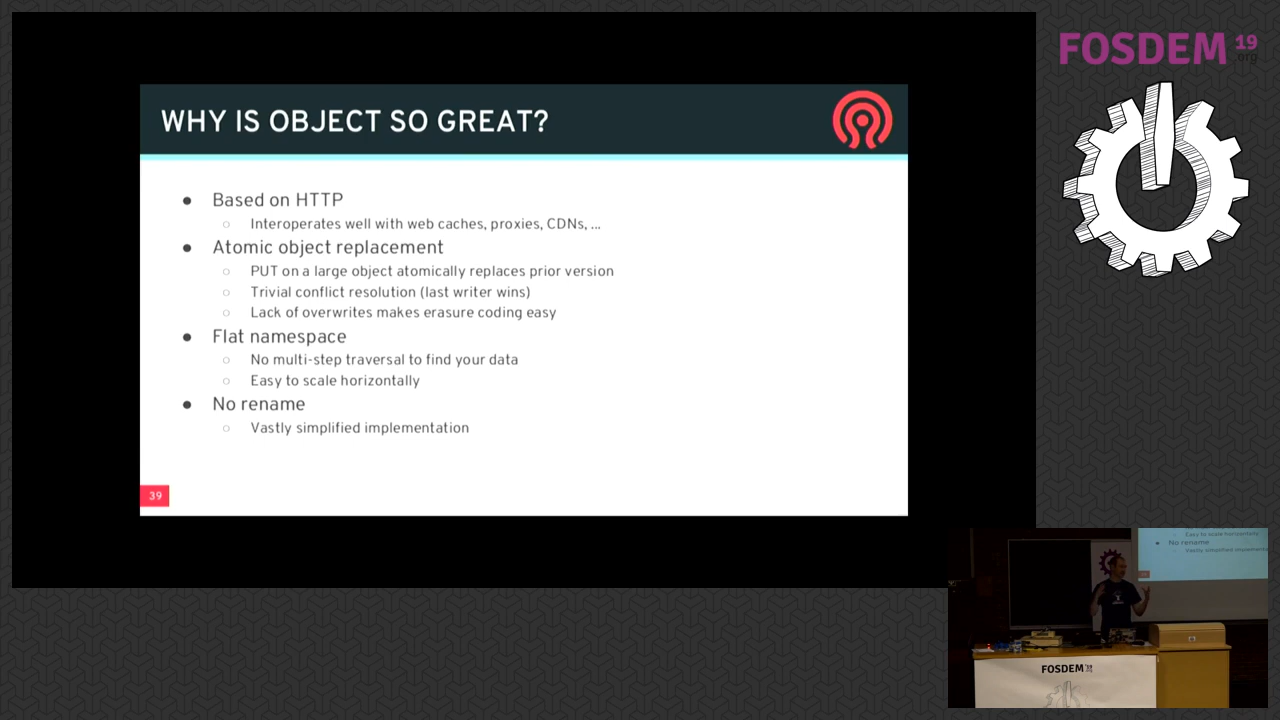 FOSDEM 19
.org
WHY IS OBJECT SO GREAT?
● Based on HTTP
○ Interoperates well with web caches, proxies, CDNs, ...
● Atomic object replacement
○ PUT on a large object atomically replaces prior version
○ Trivial conflict resolution (last writer wins)
○ Lack of overwrites makes erasure coding easy
● Flat namespace
○ No multi-step traversal to find your data
○ Easy to scale horizontally
● No rename
○ Vastly simplified implementation
39
Easy to scale horizontally
No rename
Vastly simplified implementa
FOSDEM